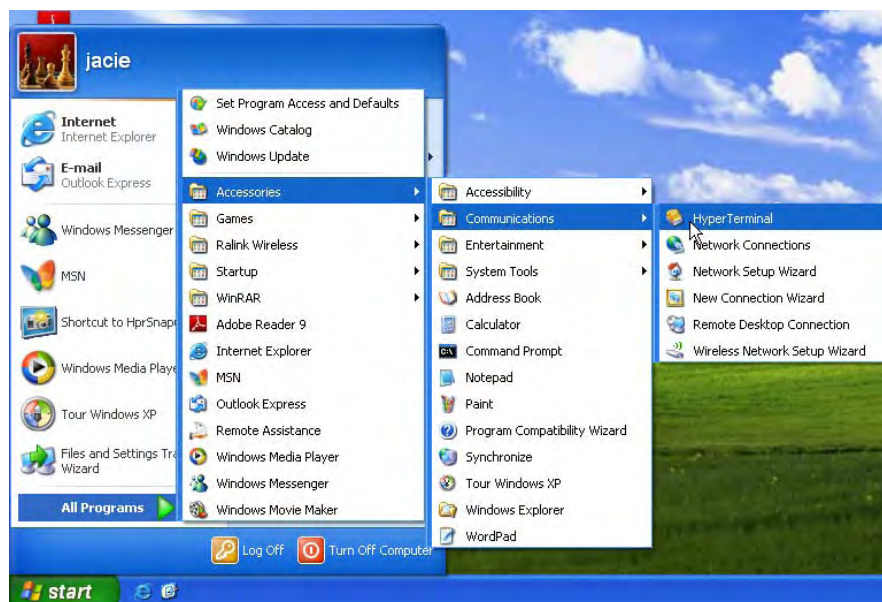 jacie
Internet
Internet Explorer
E-mail
Outlook Express
Windows Messenger
MSN
Shortcut to HprSnap
Windows Media Playe
Tour Windows XP
Files and Settings Tra
Wizard
All Programs
Set Program Access and Defaults
Windows Catalog
Windows Update
Accessories
Games
Ralink Wireless
Startup
WinRAR
Adobe Reader 9
Internet Explorer
MSN
Outlook Express
Remote Assistance
Windows Media Player
Windows Messenger
Windows Movie Maker
Accessibility
Communications
Entertainment
System Tools
Address Book
Calculator
Command Prompt
Notepad
Paint
Program Compatibility Wizard
Synchronize
Tour Windows XP
Windows Explorer
WordPad
HyperTerminal
Network Connections
Network Setup Wizard
New Connection Wizard
Remote Desktop Connection
Wireless Network Setup Wizard
Log Off
Turn Off Computer
start